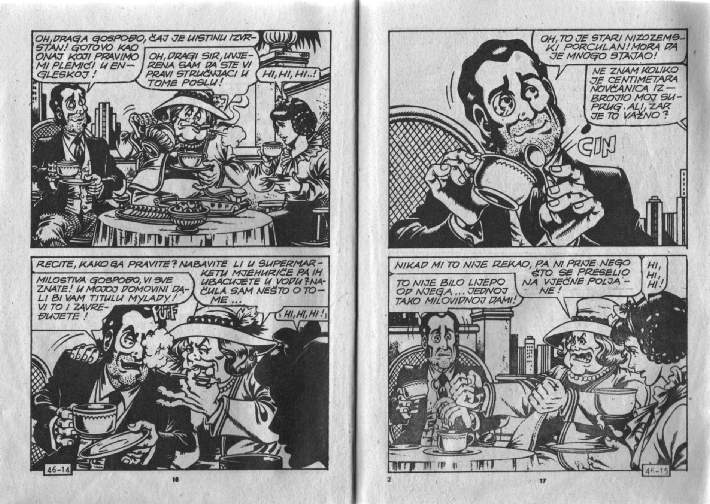 OH, DRAGA GOSPOĐO, ČAJ JE UISTINU IZVR-
STAN! GOTOVO KAO
ONAJ KOJI PRAVIMO
MI PLEMIĆI U EN-
GLESKOJ!
OH, DRAGI SIR, UVJE-
RENA SAM DA STE VI
PRAVI STRUČNJACI U
TOME POSLU!
HI, HI, HI..!
RECITE, KAKO GA PRAVITE? NABAVITE LI U SUPERMAR-
KETU MJEHURIĆE PA IH
UBACUJETE U VODU? NA-
ČULA SAM NEŠTO O TO-
ME...
MILOSTIVA GOSPOĐO, VI SVE
ZNATE! U MOJOJ DOMOVINI DA-
LI BI VAM TITULU MYLADY!
VI TO I ZAVRE-
ĐUJETE!
UF
HI, HI, HI!
46-14
16
OH, TO JE STARI NIZOZEM-
SKI PORCULAN! MORA DA
JE MNOGO STAJAO!
NE ZNAM KOLIKO
JE CENTIMETARA
NOVČANICA IZ-
BROJIO MOJ SU-
PRUG. ALI, ZAR
JE TO VAŽNO?
CIN
NIKAD MI TO NIJE REKAO, PA NI PRIJE NEGO
ŠTO SE PRESELIO
NA VJEČNE POLJA-
NE!
TO NIJE BILO LIJEPO
OD NJEGA... JEDNOJ
TAKO MILOVIDNOJ DAMI!
HI,
HI,
HI!
46-15
2
17